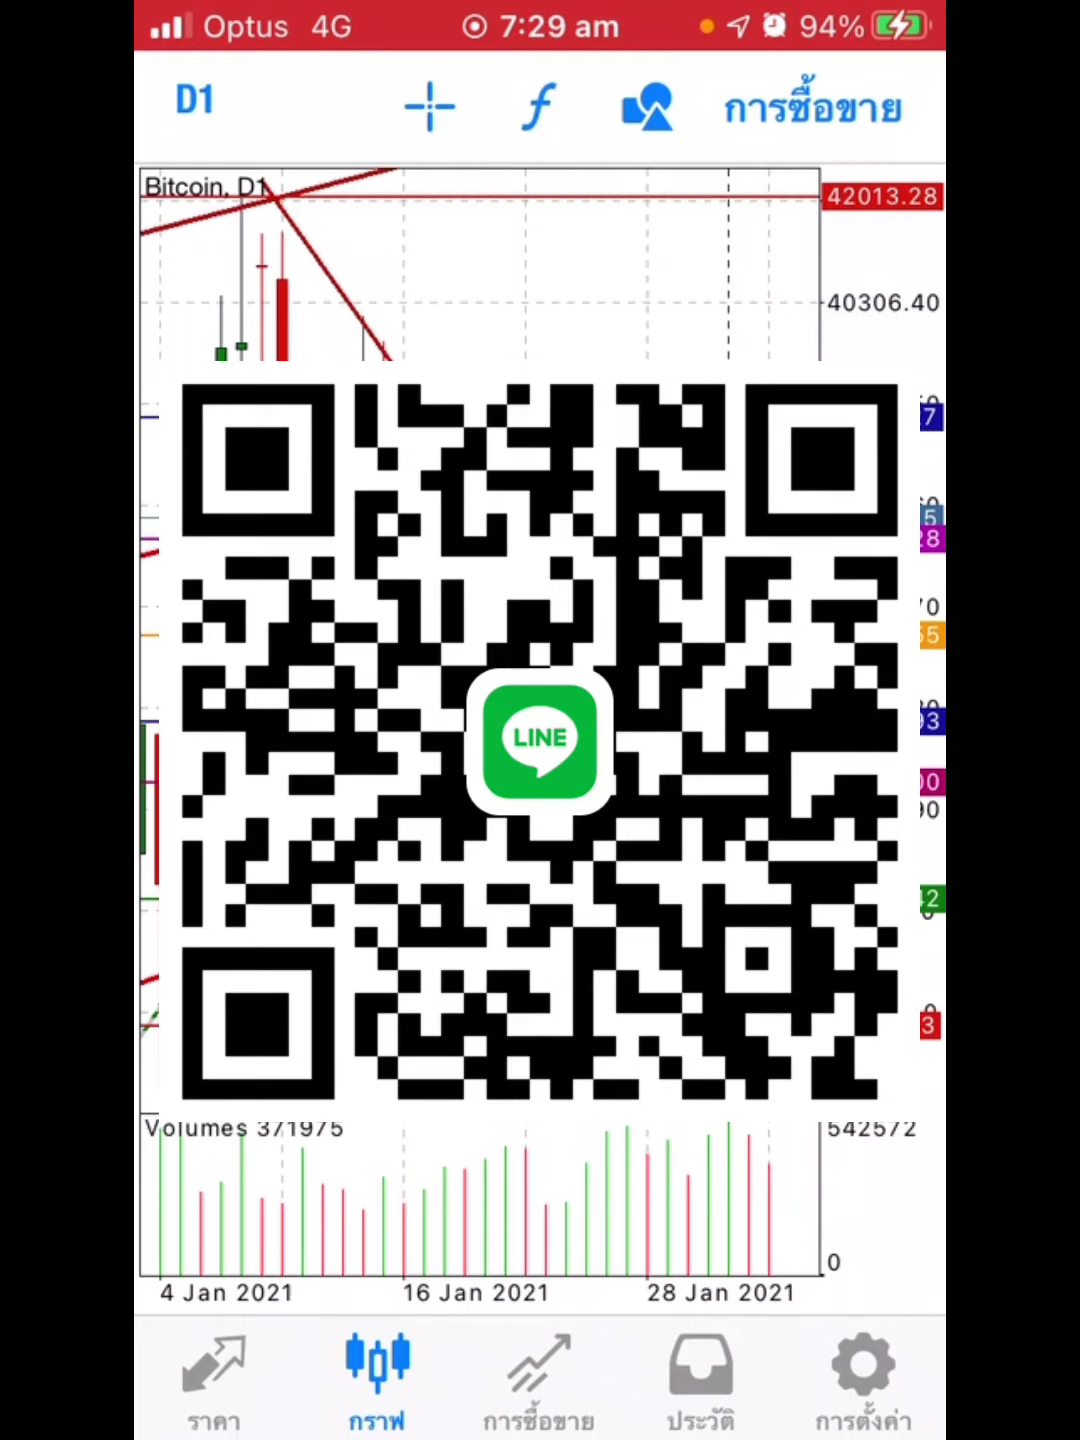 Optus 4G 7:29 am 94%
D1 f การซื้อขาย
Bitcoin, D1
42013.28
40306.40
LINE
Volumes 371975
542572
0
4 Jan 2021 16 Jan 2021 28 Jan 2021
ราคา กราฟ การซื้อขาย ประวัติ การตั้งค่า